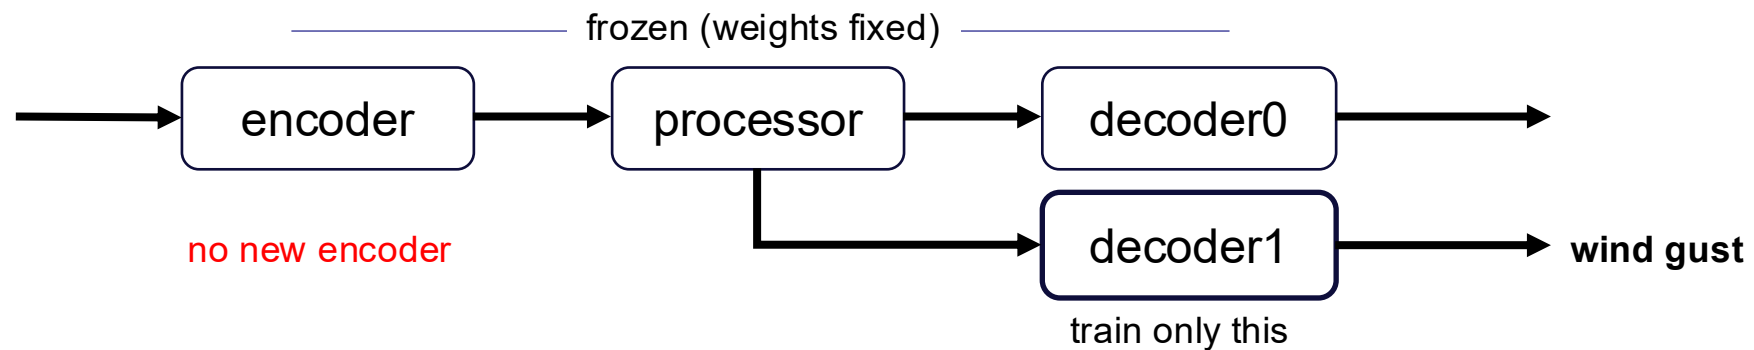 frozen (weights fixed)
encoder
processor
decoder0
no new encoder
decoder1
wind gust
train only this